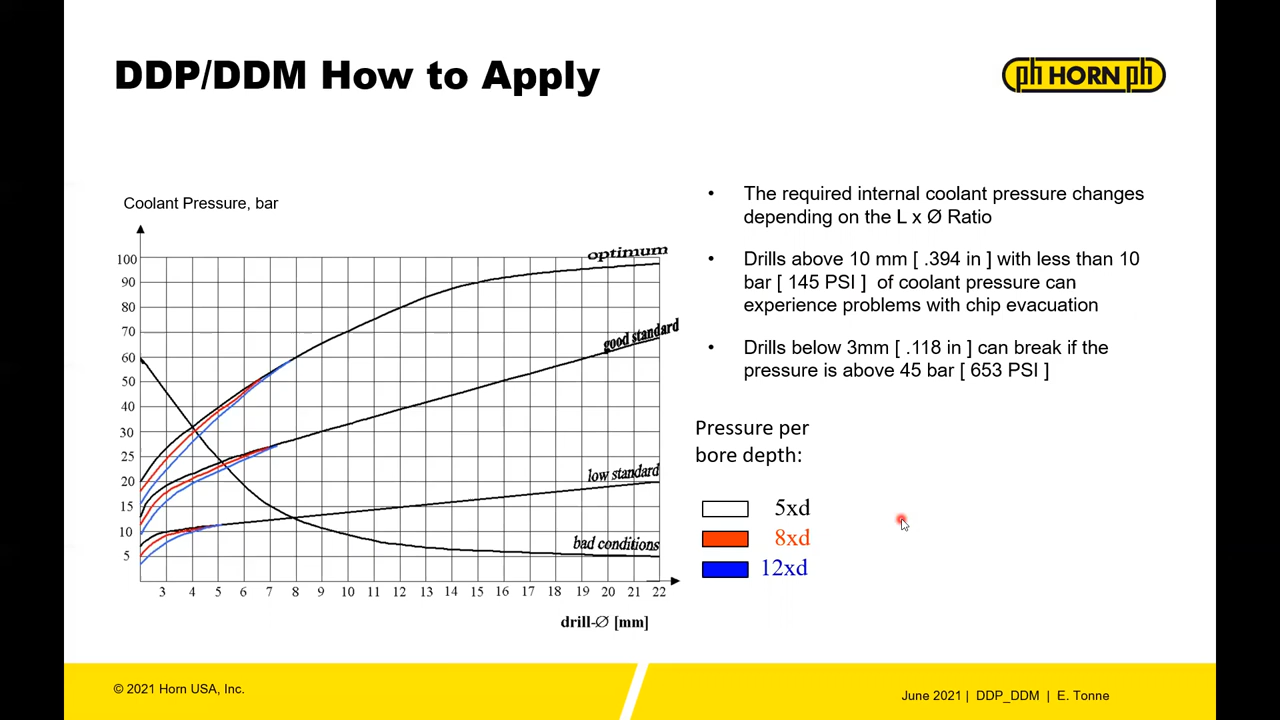 DDP/DDM How to Apply
ph HORN ph
Coolant Pressure, bar
100
90
80
70
60
50
40
30
25
20
15
10
5
optimum
good standard
low standard
bad conditions
3 4 5 6 7 8 9 10 11 12 13 14 15 16 17 18 19 20 21 22
drill-Ø [mm]
• The required internal coolant pressure changes
depending on the L x Ø Ratio
• Drills above 10 mm [ .394 in ] with less than 10
bar [ 145 PSI ] of coolant pressure can
experience problems with chip evacuation
• Drills below 3mm [ .118 in ] can break if the
pressure is above 45 bar [ 653 PSI ]
Pressure per
bore depth:
5xd
8xd
12xd
© 2021 Horn USA, Inc.
June 2021 | DDP_DDM | E. Tonne